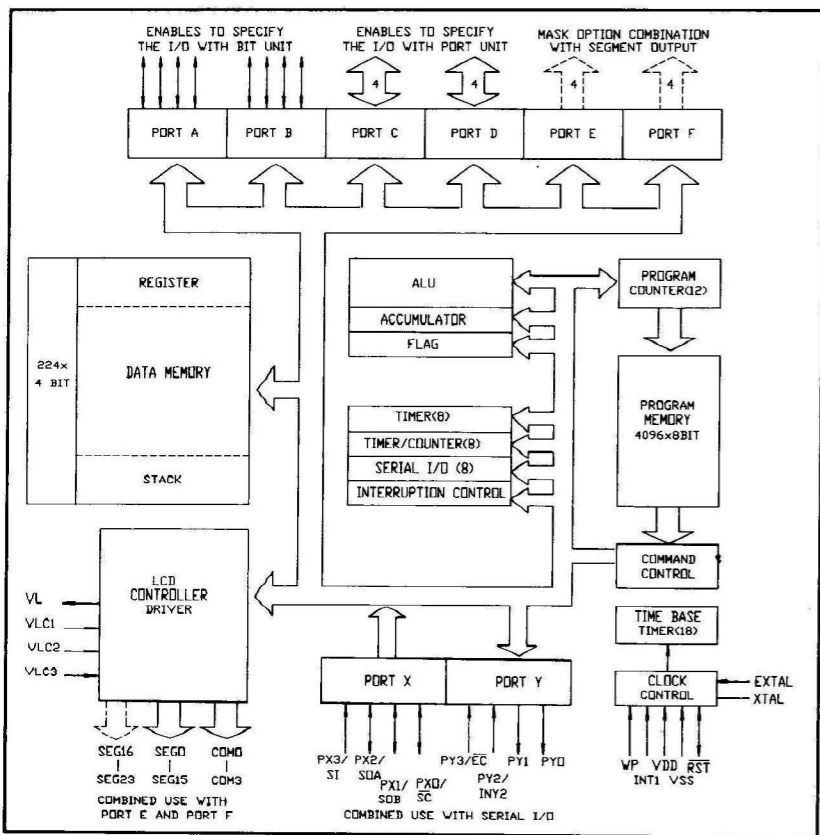 ENABLES TO SPECIFY
THE I/O WITH BIT UNIT
ENABLES TO SPECIFY
THE I/O WITH PORT UNIT
MASK OPTION COMBINATION
WITH SEGMENT OUTPUT
4
4
4
4
PORT A
PORT B
PORT C
PORT D
PORT E
PORT F
224x
4 BIT
REGISTER
DATA MEMORY
STACK
ALU
ACCUMULATOR
FLAG
TIMER(8)
TIMER/COUNTER(8)
SERIAL I/O (8)
INTERRUPTION CONTROL
PROGRAM
COUNTER(12)
PROGRAM
MEMORY
4096x8BIT
COMMAND
CONTROL
TIME BASE
TIMER(18)
CLOCK
CONTROL
EXTAL
XTAL
WP
VDD
RST
INT1
VSS
LCD
CONTROLLER
DRIVER
VL
VLC1
VLC2
VLC3
SEG16
|
SEG23
SEG0
|
SEG15
COM0
|
COM3
COMBINED USE WITH
PORT E AND PORT F
PORT X
PORT Y
PX3/
SI
PX2/
SOA
PX1/
SOB
PX0/
SC
PY3/EC
PY2/
INY2
PY1
PY0
COMBINED USE WITH SERIAL I/O